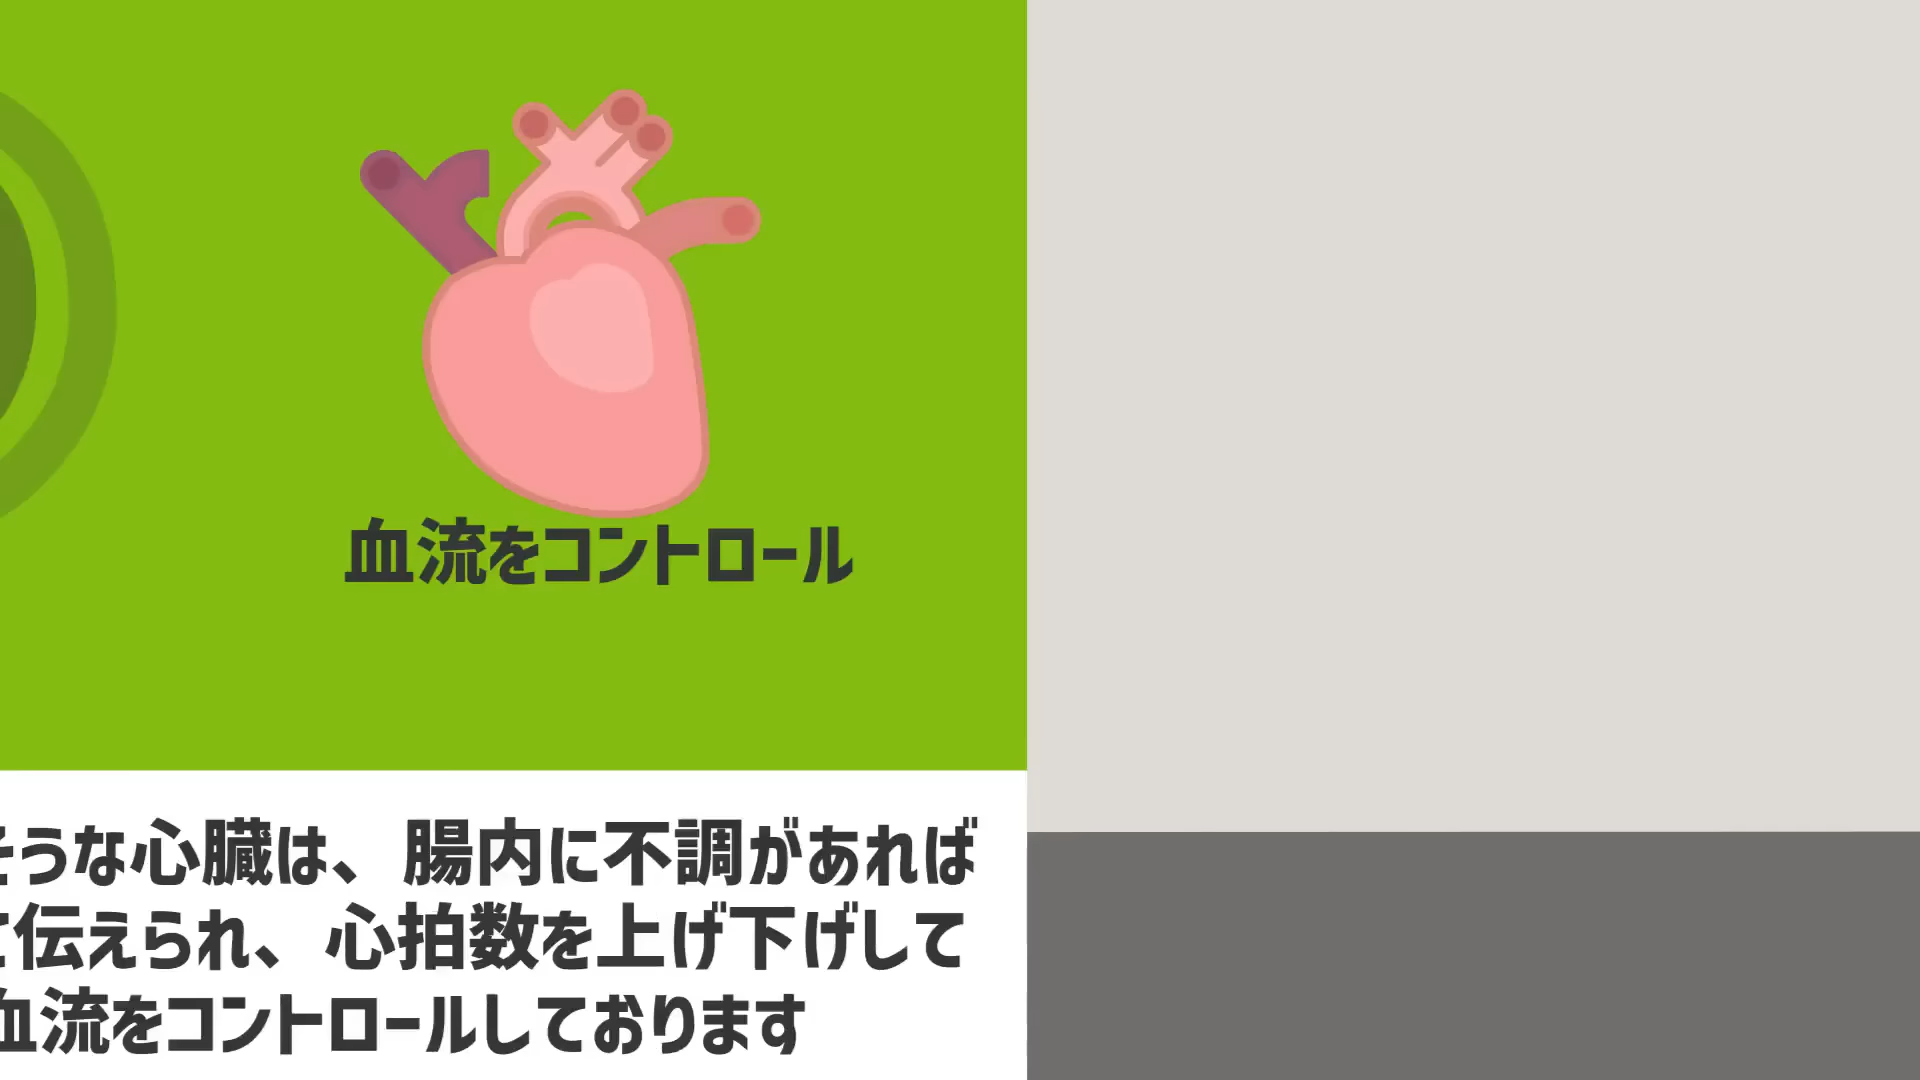 血流をコントロール
そうな心臓は、腸内に不調があれば
伝えられ、心拍数を上げ下げして
血流をコントロールしております